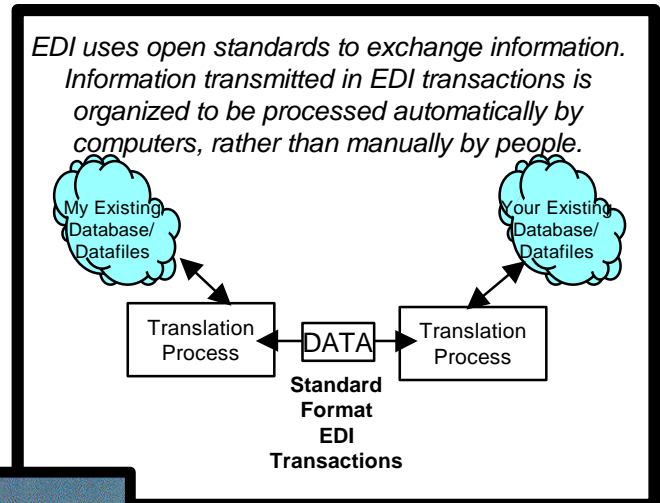 EDI uses open standards to exchange information.
Information transmitted in EDI transactions is
organized to be processed automatically by
computers, rather than manually by people.
My Existing
Database/
Datafiles
Your Existing
Database/
Datafiles
Translation
Process
DATA
Translation
Process
Standard
Format
EDI
Transactions